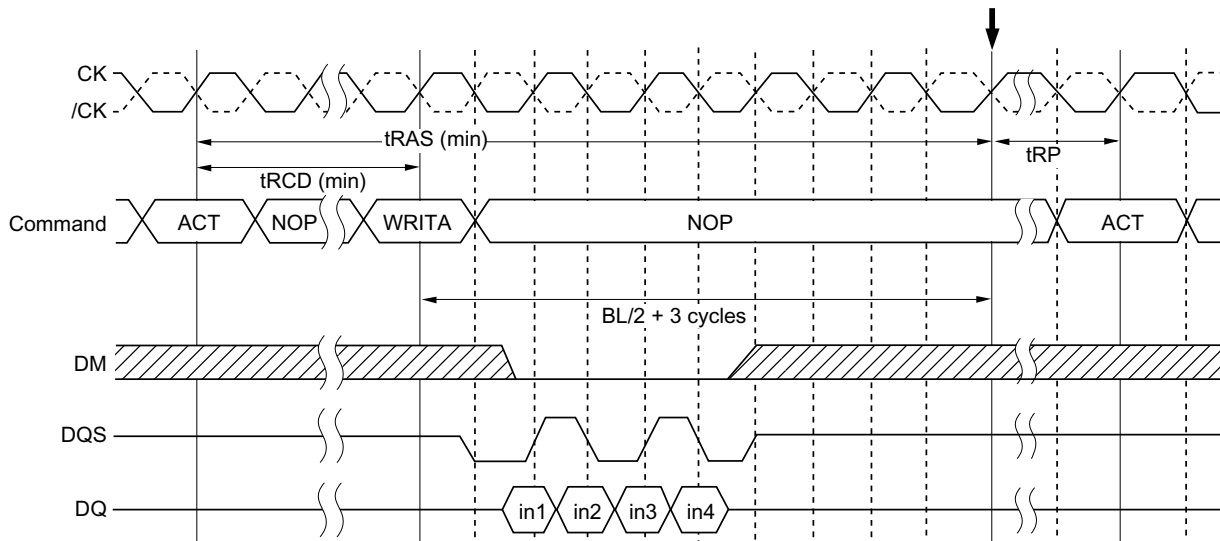 CK
/CK
tRAS (min)
tRP
tRCD (min)
Command ACT NOP WRITA NOP ACT
BL/2 + 3 cycles
DM
DQS
DQ in1 in2 in3 in4